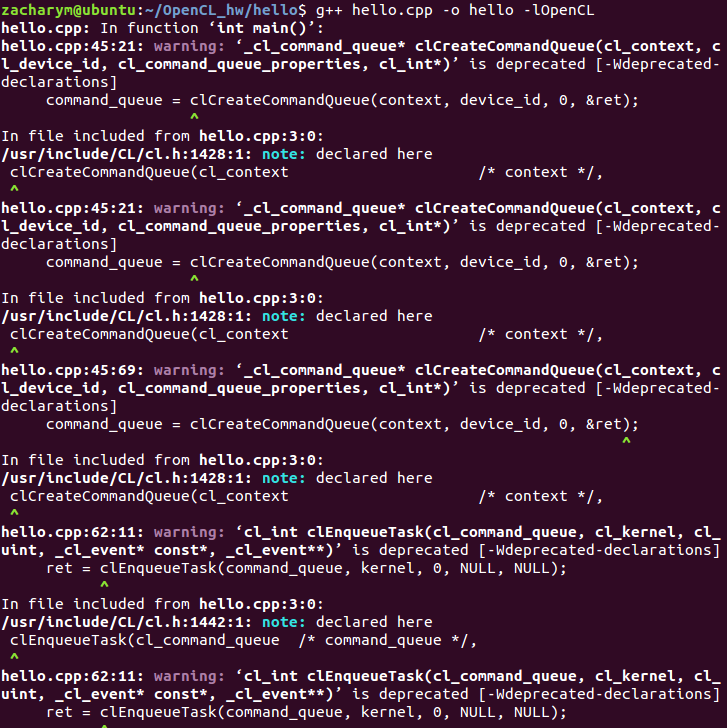 zacharym@ubuntu:~/OpenCL_hw/hello$ g++ hello.cpp -o hello -lOpenCL
hello.cpp: In function ‘int main()’:
hello.cpp:45:21: warning: ‘_cl_command_queue* clCreateCommandQueue(cl_context, c
l_device_id, cl_command_queue_properties, cl_int*)’ is deprecated [-Wdeprecated-
declarations]
     command_queue = clCreateCommandQueue(context, device_id, 0, &ret);
                     ^
In file included from hello.cpp:3:0:
/usr/include/CL/cl.h:1428:1: note: declared here
 clCreateCommandQueue(cl_context                     /* context */,
 ^
hello.cpp:45:21: warning: ‘_cl_command_queue* clCreateCommandQueue(cl_context, c
l_device_id, cl_command_queue_properties, cl_int*)’ is deprecated [-Wdeprecated-
declarations]
     command_queue = clCreateCommandQueue(context, device_id, 0, &ret);
                     ^
In file included from hello.cpp:3:0:
/usr/include/CL/cl.h:1428:1: note: declared here
 clCreateCommandQueue(cl_context                     /* context */,
 ^
hello.cpp:45:69: warning: ‘_cl_command_queue* clCreateCommandQueue(cl_context, c
l_device_id, cl_command_queue_properties, cl_int*)’ is deprecated [-Wdeprecated-
declarations]
     command_queue = clCreateCommandQueue(context, device_id, 0, &ret);
                                                                     ^
In file included from hello.cpp:3:0:
/usr/include/CL/cl.h:1428:1: note: declared here
 clCreateCommandQueue(cl_context                     /* context */,
 ^
hello.cpp:62:11: warning: ‘cl_int clEnqueueTask(cl_command_queue, cl_kernel, cl_
uint, _cl_event* const*, _cl_event**)’ is deprecated [-Wdeprecated-declarations]
     ret = clEnqueueTask(command_queue, kernel, 0, NULL, NULL);
           ^
In file included from hello.cpp:3:0:
/usr/include/CL/cl.h:1442:1: note: declared here
 clEnqueueTask(cl_command_queue  /* command_queue */,
 ^
hello.cpp:62:11: warning: ‘cl_int clEnqueueTask(cl_command_queue, cl_kernel, cl_
uint, _cl_event* const*, _cl_event**)’ is deprecated [-Wdeprecated-declarations]
     ret = clEnqueueTask(command_queue, kernel, 0, NULL, NULL);
           ^